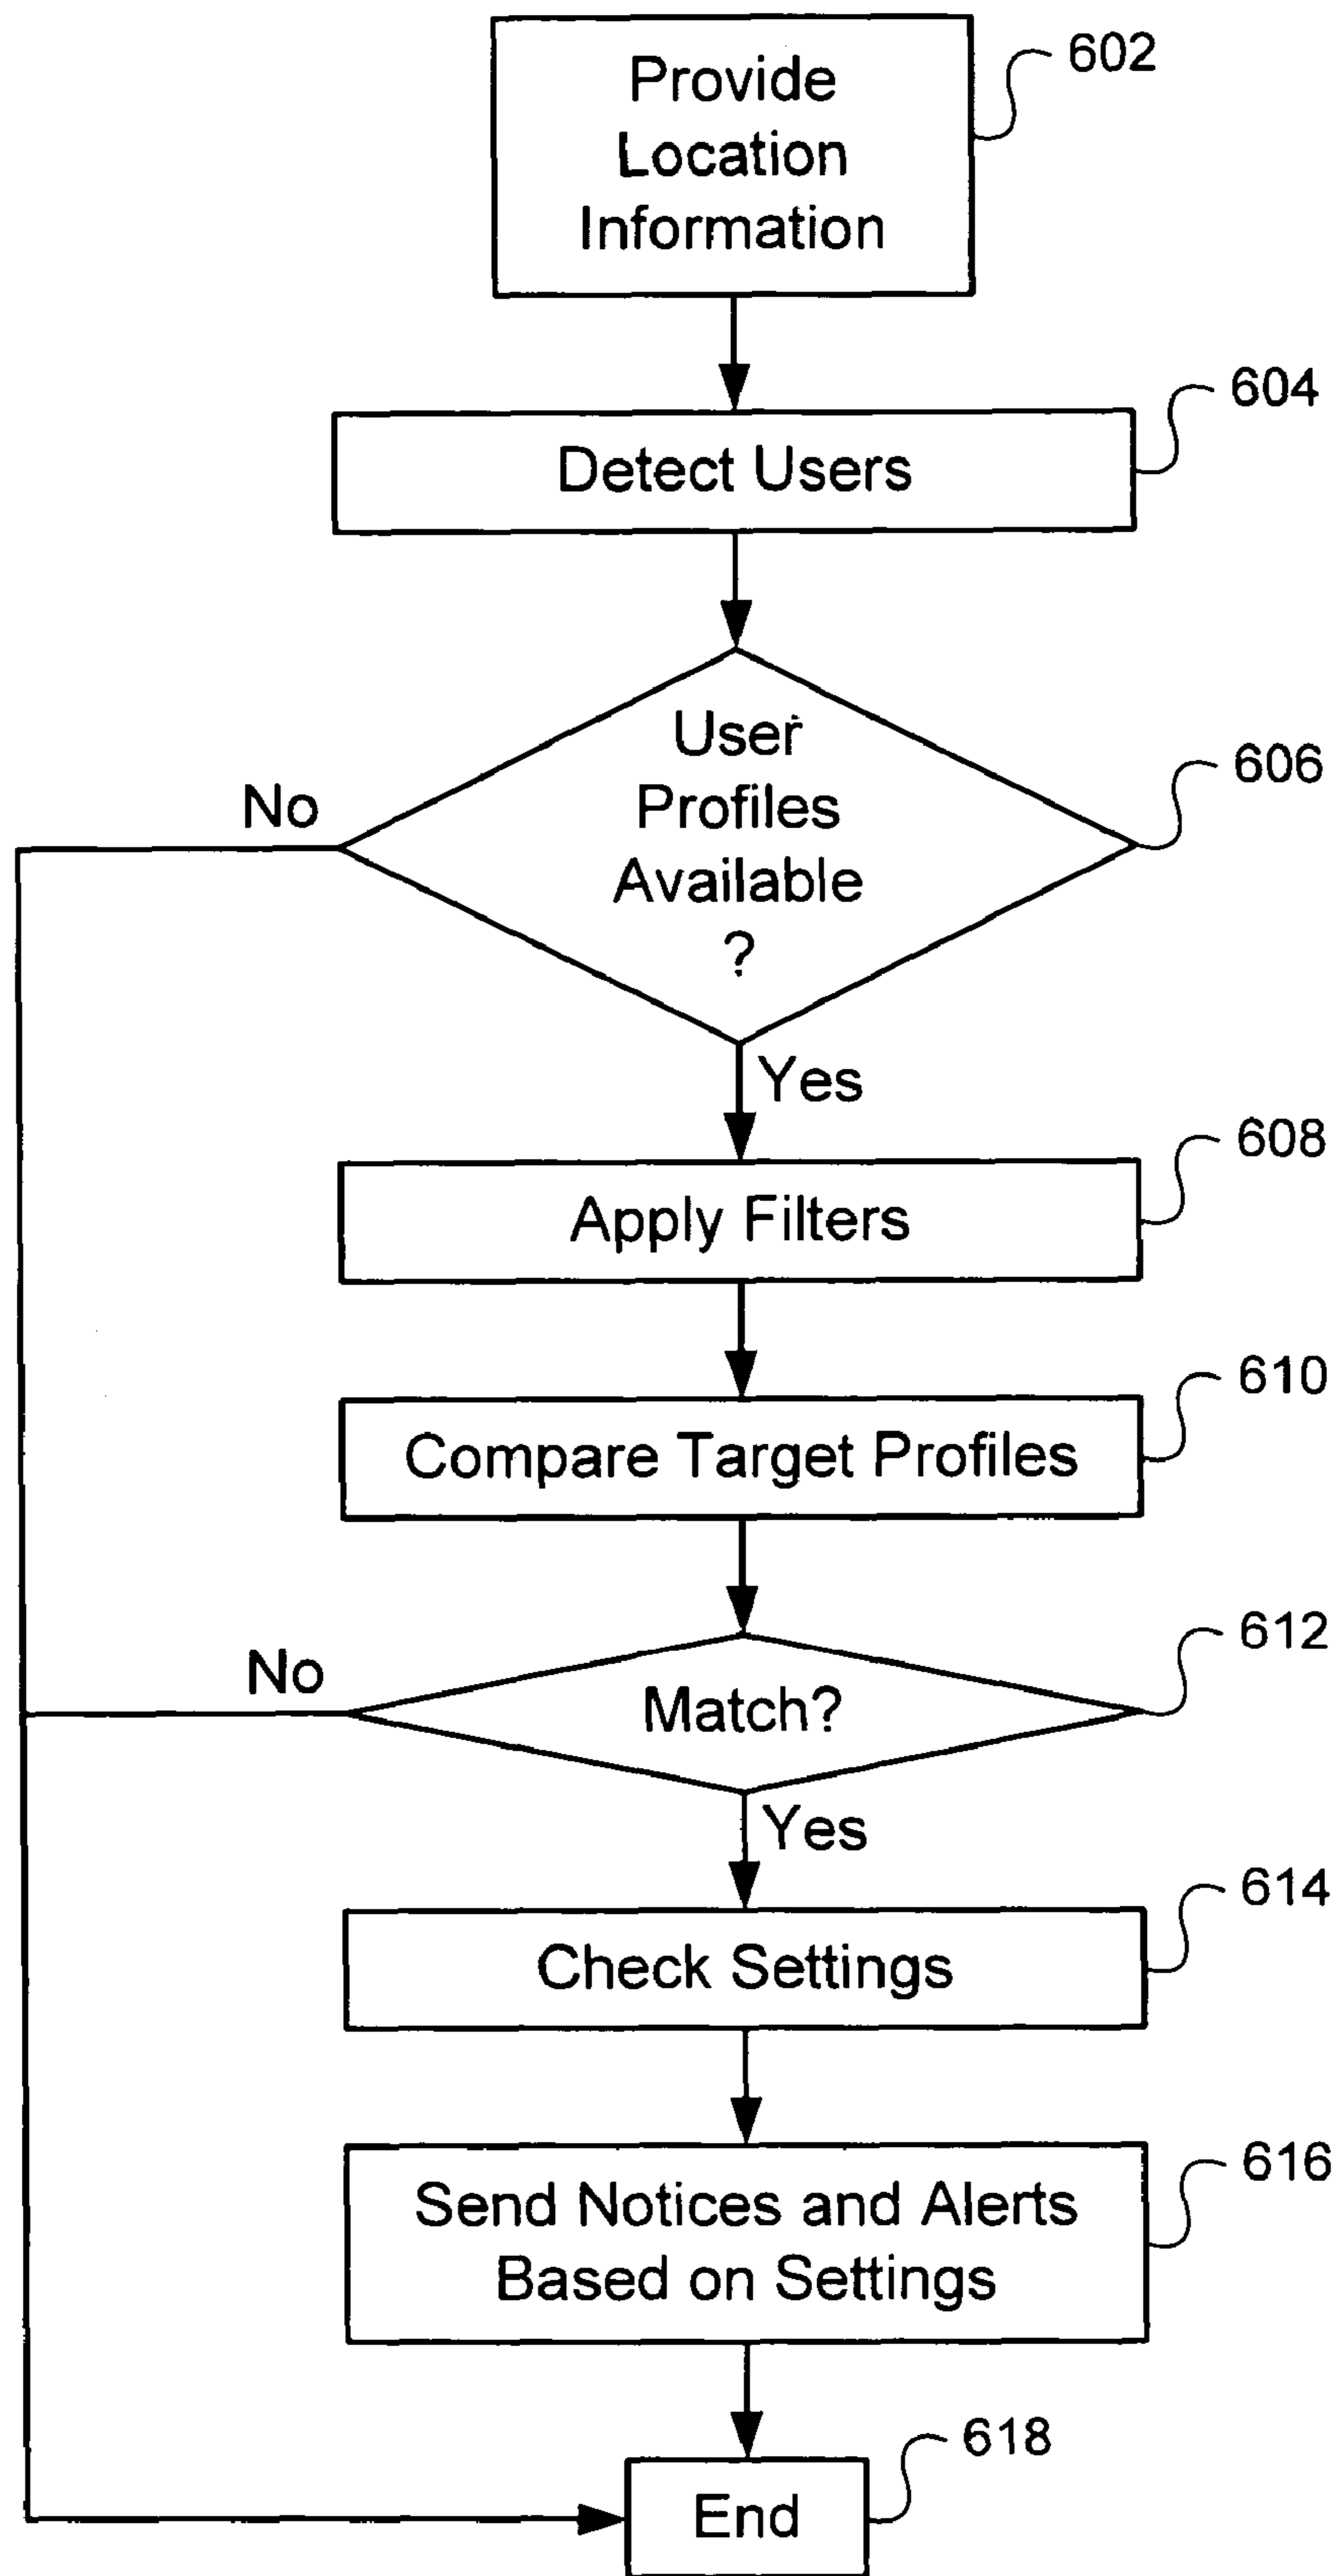 Provide
Location
Information
602
Detect Users
604
User
Profiles
Available
?
606
No
Yes
Apply Filters
608
Compare Target Profiles
610
Match?
612
No
Yes
Check Settings
614
Send Notices and Alerts
Based on Settings
616
End
618